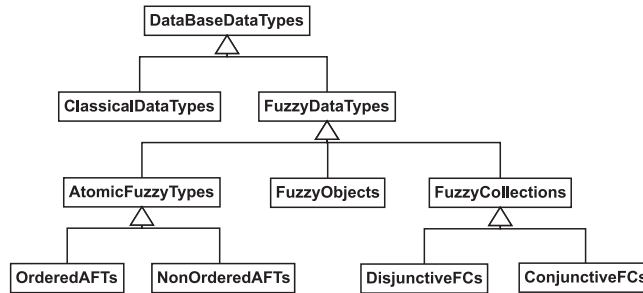 DataBaseDataTypes
ClassicalDataTypes
FuzzyDataTypes
AtomicFuzzyTypes
FuzzyObjects
FuzzyCollections
OrderedAFTs
NonOrderedAFTs
DisjunctiveFCs
ConjunctiveFCs